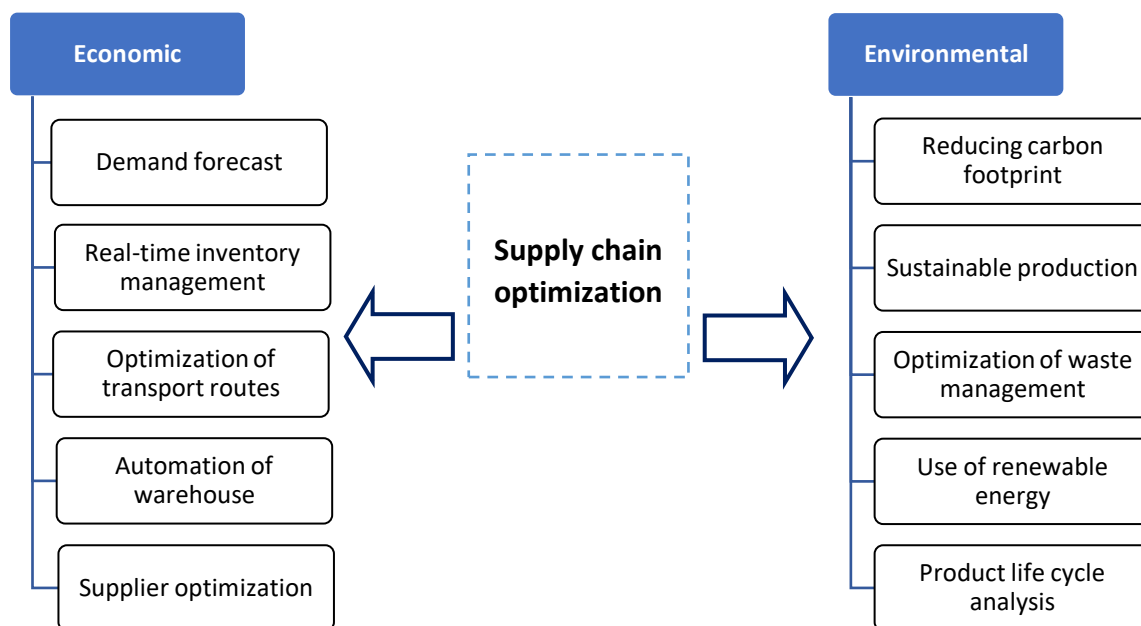 Economic
Demand forecast
Real-time inventory
management
Optimization of
transport routes
Automation of
warehouse
Supplier optimization
Supply chain
optimization
Environmental
Reducing carbon
footprint
Sustainable production
Optimization of waste
management
Use of renewable
energy
Product life cycle
analysis